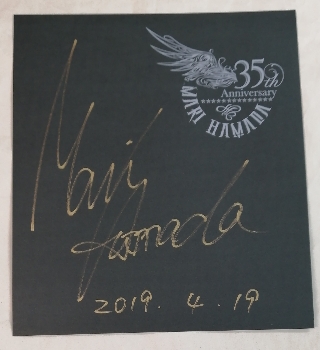 35th
Anniversary
MARI HAMADA
Mari
Hamada
2019. 4. 19